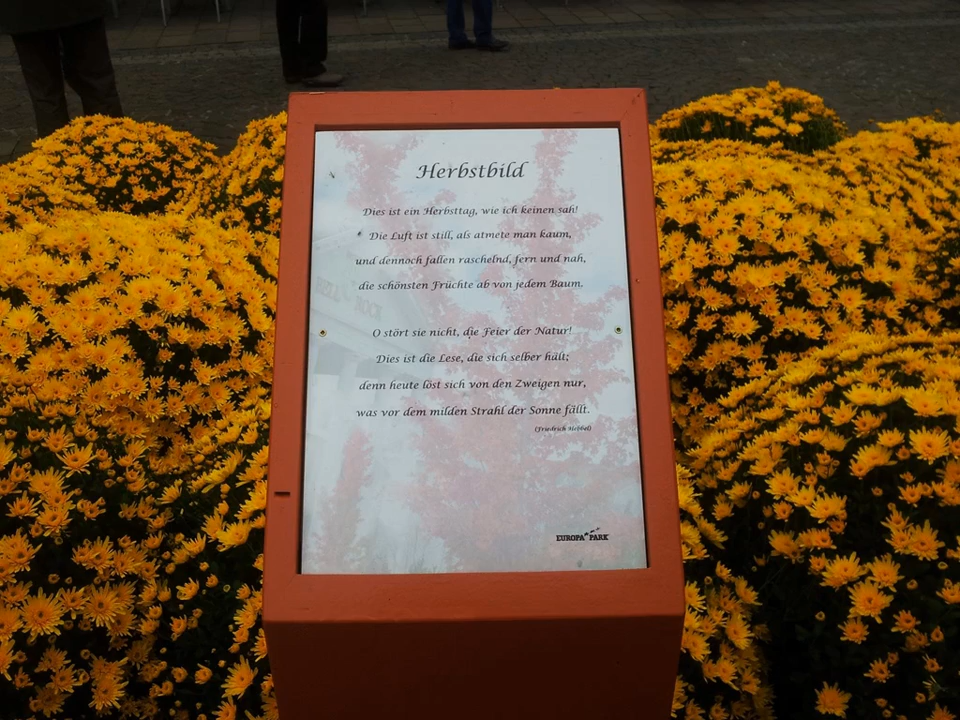 Herbstbild
Dies ist ein Herbsttag, wie ich keinen sah!
Die Luft ist still, als atmete man kaum,
und dennoch fallen raschelnd, fern und nah,
die schönsten Früchte ab von jedem Baum.
O stört sie nicht, die Feier der Natur!
Dies ist die Lese, die sich selber hält;
denn heute löst sich von den Zweigen nur,
was vor dem milden Strahl der Sonne fällt.
(Friedrich Hebbel)
EUROPA PARK